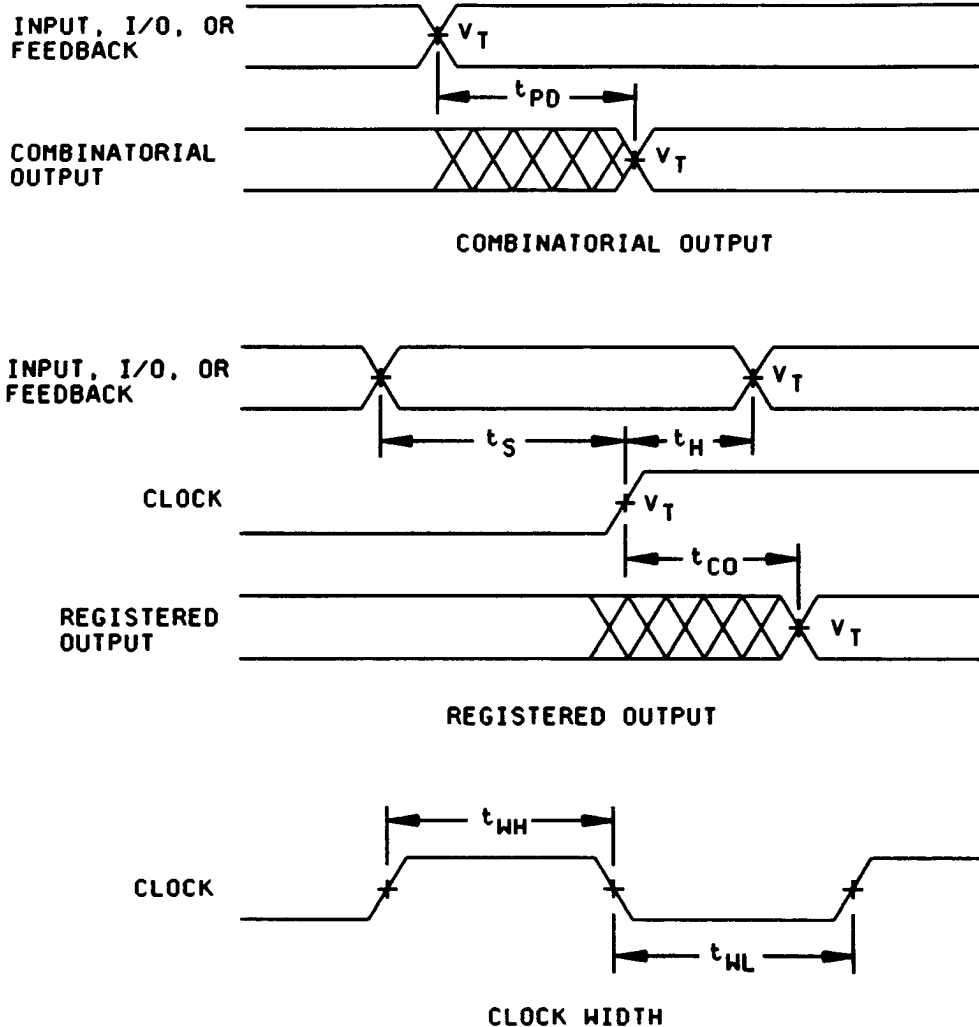 INPUT, I/O, OR
FEEDBACK
V_T
t_PD
COMBINATORIAL
OUTPUT
V_T
COMBINATORIAL OUTPUT
INPUT, I/O, OR
FEEDBACK
V_T
t_S
t_H
CLOCK
V_T
t_CO
REGISTERED
OUTPUT
V_T
REGISTERED OUTPUT
t_WH
CLOCK
t_WL
CLOCK WIDTH